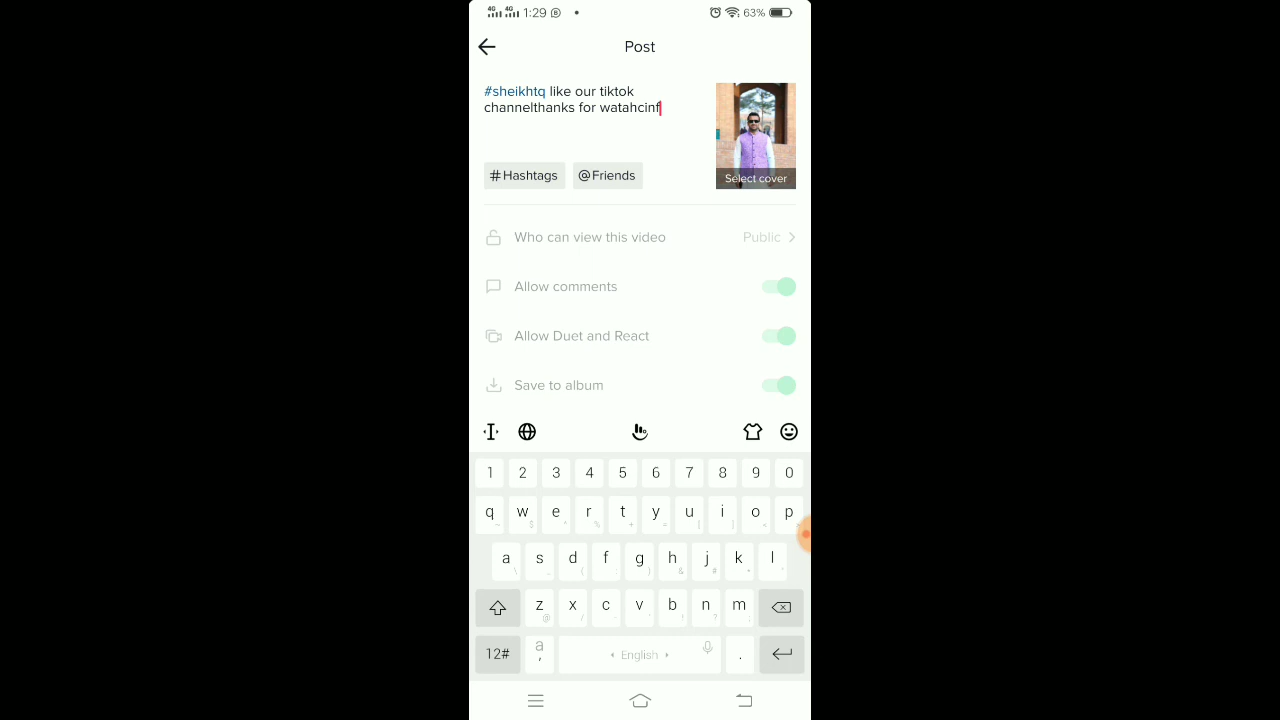 4G 4G 1:29 63%
Post
#sheikhtq like our tiktok
channelthanks for watahcinf
Select cover
#Hashtags @Friends
Who can view this video Public >
Allow comments
Allow Duet and React
Save to album
1 2 3 4 5 6 7 8 9 0
q w e r t y u i o p
a s d f g h j k l
z x c v b n m
12# a , English .